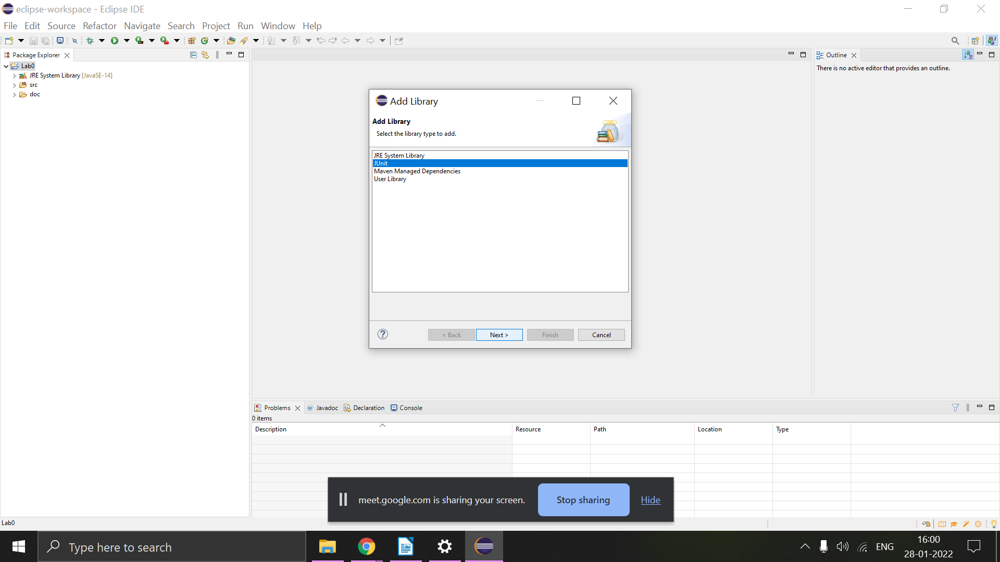 eclipse-workspace - Eclipse IDE
File Edit Source Refactor Navigate Search Project Run Window Help
Package Explorer
Lab0
JRE System Library [JavaSE-14]
src
doc
Outline
There is no active editor that provides an outline.
Add Library
Add Library
Select the library type to add.
JRE System Library
JUnit
Maven Managed Dependencies
User Library
< Back Next > Finish Cancel
Problems Javadoc Declaration Console
0 items
Description Resource Path Location Type
meet.google.com is sharing your screen. Stop sharing Hide
Lab0
Type here to search
ENG
16:00
28-01-2022